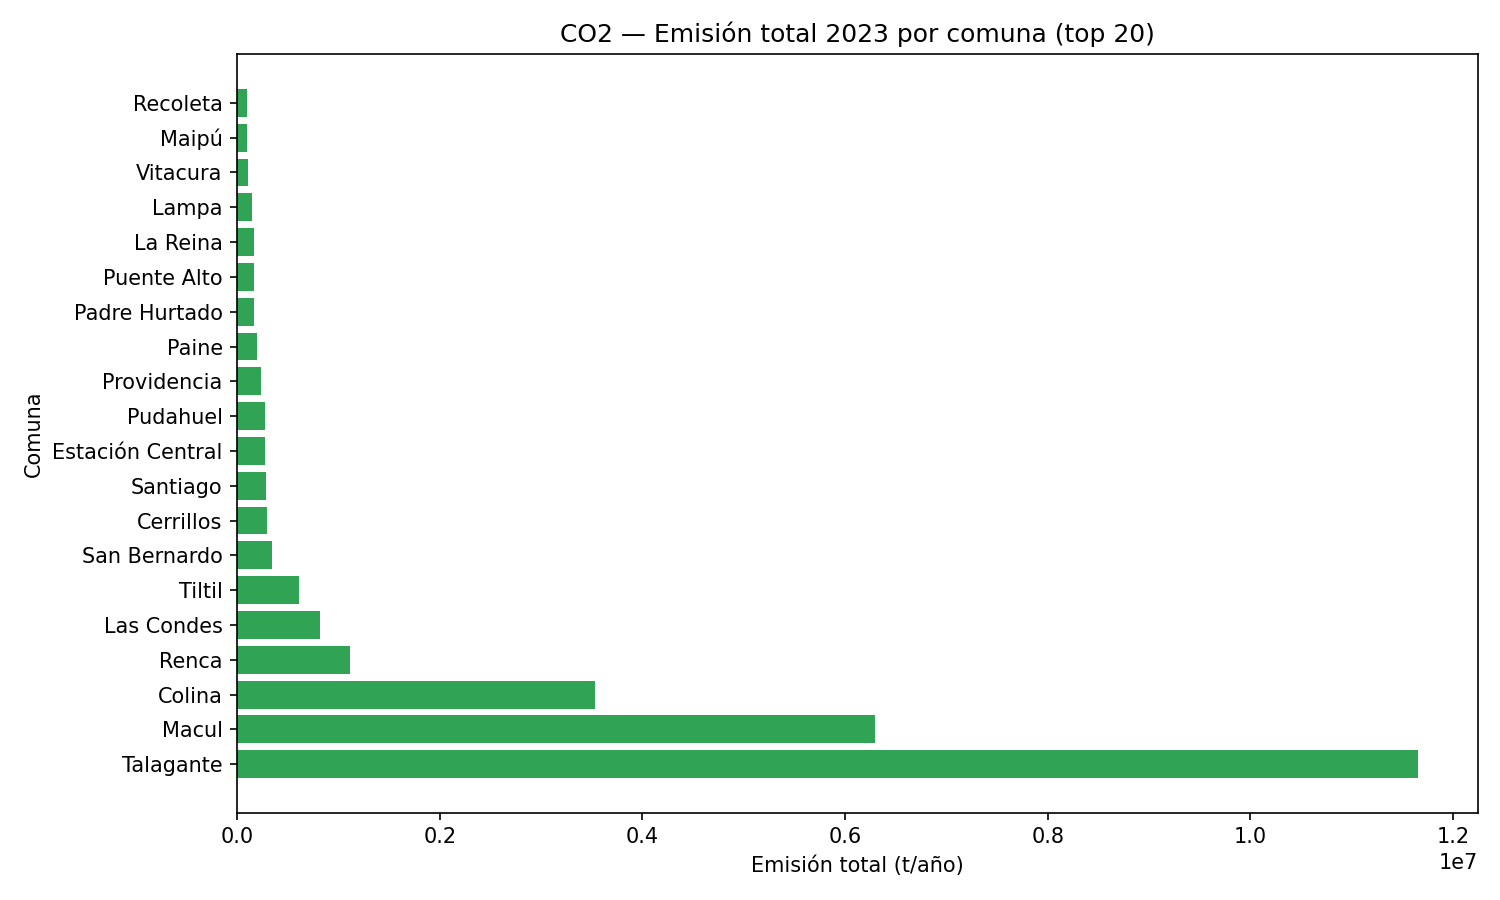 CO2 — Emisión total 2023 por comuna (top 20)
Recoleta
Maipú
Vitacura
Lampa
La Reina
Puente Alto
Padre Hurtado
Paine
Providencia
Pudahuel
Estación Central
Santiago
Cerrillos
San Bernardo
Tiltil
Las Condes
Renca
Colina
Macul
Talagante
Comuna
0.0 0.2 0.4 0.6 0.8 1.0 1.2
1e7
Emisión total (t/año)